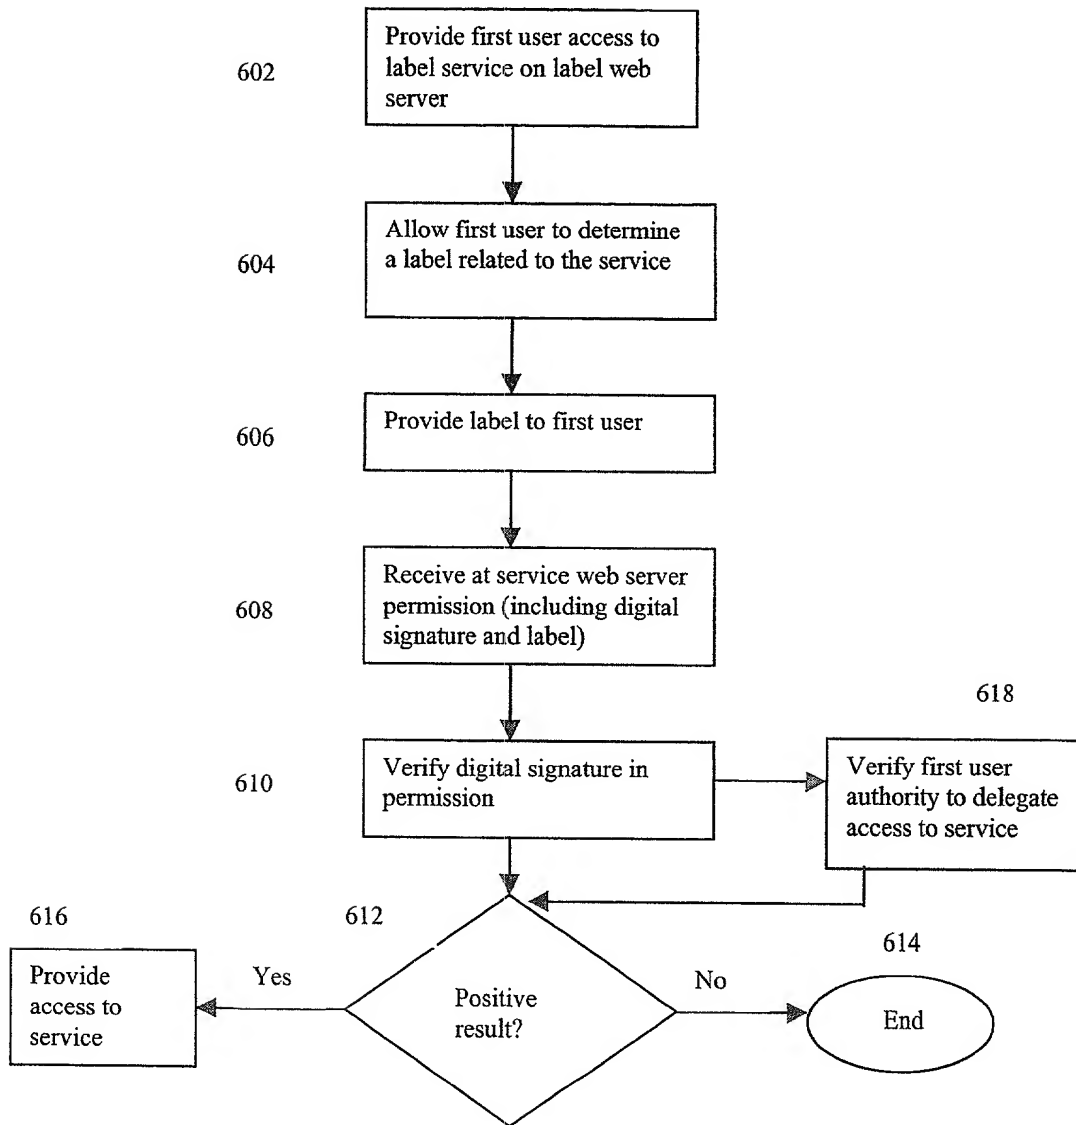 602
Provide first user access to
label service on label web
server
604
Allow first user to determine
a label related to the service
606
Provide label to first user
608
Receive at service web server
permission (including digital
signature and label)
610
Verify digital signature in
permission
618
Verify first user
authority to delegate
access to service
612
Positive
result?
616
Yes
Provide
access to
service
No
614
End